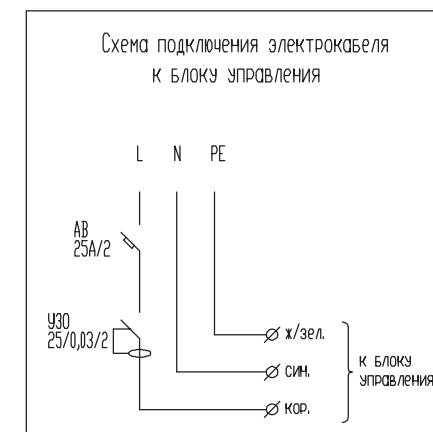 Схема подключения электрокабеля
к блоку управления
L N PE
АВ
25А/2
УЗО
25/0,03/2
ж/зел.
син.
кор.
к блоку
управления